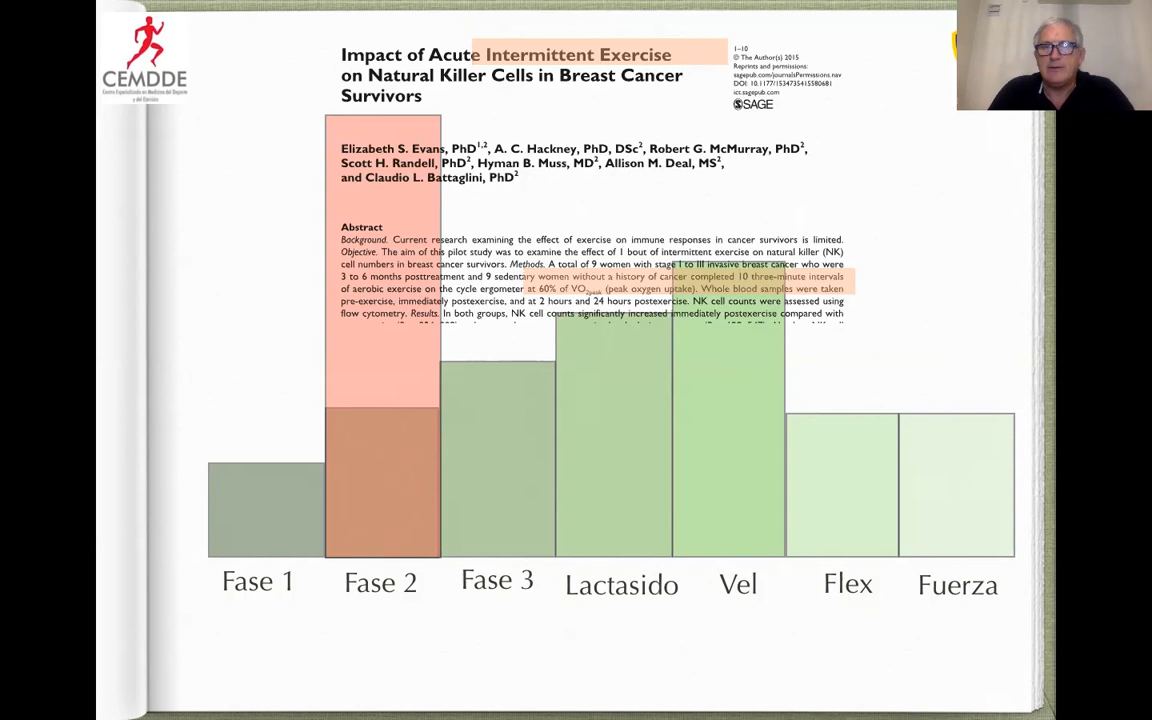 CEMDDE
Centro Especializado en Medicina del Deporte
y del Ejercicio
Impact of Acute Intermittent Exercise
on Natural Killer Cells in Breast Cancer
Survivors
1–10
© The Author(s) 2015
Reprints and permissions:
sagepub.com/journalsPermissions.nav
DOI: 10.1177/1534735415580681
ict.sagepub.com
SAGE
Elizabeth S. Evans, PhD1,2, A. C. Hackney, PhD, DSc2, Robert G. McMurray, PhD2,
Scott H. Randell, PhD2, Hyman B. Muss, MD2, Allison M. Deal, MS2,
and Claudio L. Battaglini, PhD2
Abstract
Background. Current research examining the effect of exercise on immune responses in cancer survivors is limited.
Objective. The aim of this pilot study was to examine the effect of 1 bout of intermittent exercise on natural killer (NK)
cell numbers in breast cancer survivors. Methods. A total of 9 women with stage I to III invasive breast cancer who were
3 to 6 months posttreatment and 9 sedentary women without a history of cancer completed 10 three-minute intervals
of aerobic exercise on the cycle ergometer at 60% of VO2peak (peak oxygen uptake). Whole blood samples were taken
pre-exercise, immediately postexercise, and at 2 hours and 24 hours postexercise. NK cell counts were assessed using
flow cytometry. Results. In both groups, NK cell counts significantly increased immediately postexercise compared with
Fase 1
Fase 2
Fase 3
Lactasido
Vel
Flex
Fuerza